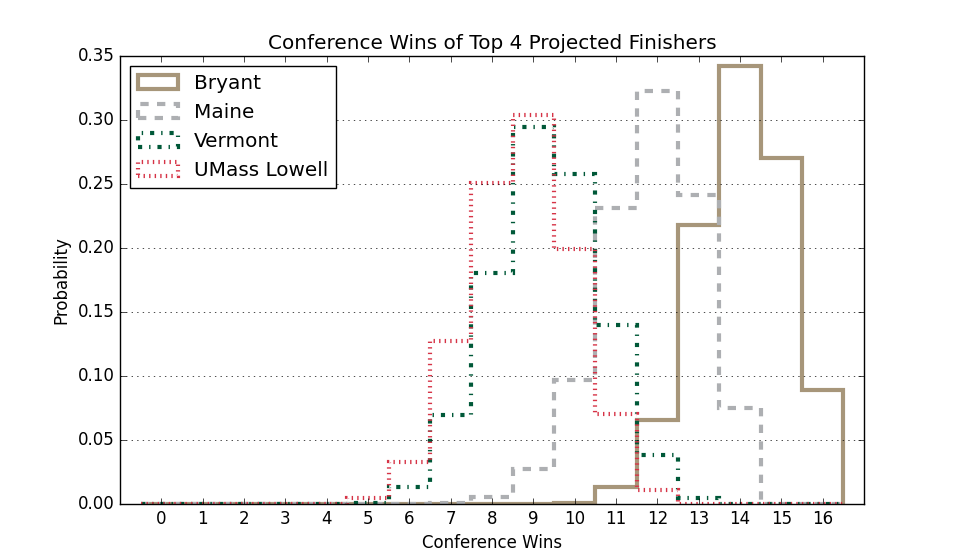 Conference Wins of Top 4 Projected Finishers
Bryant
Maine
Vermont
UMass Lowell
Probability
0.35
0.30
0.25
0.20
0.15
0.10
0.05
0.00
0 1 2 3 4 5 6 7 8 9 10 11 12 13 14 15 16
Conference Wins